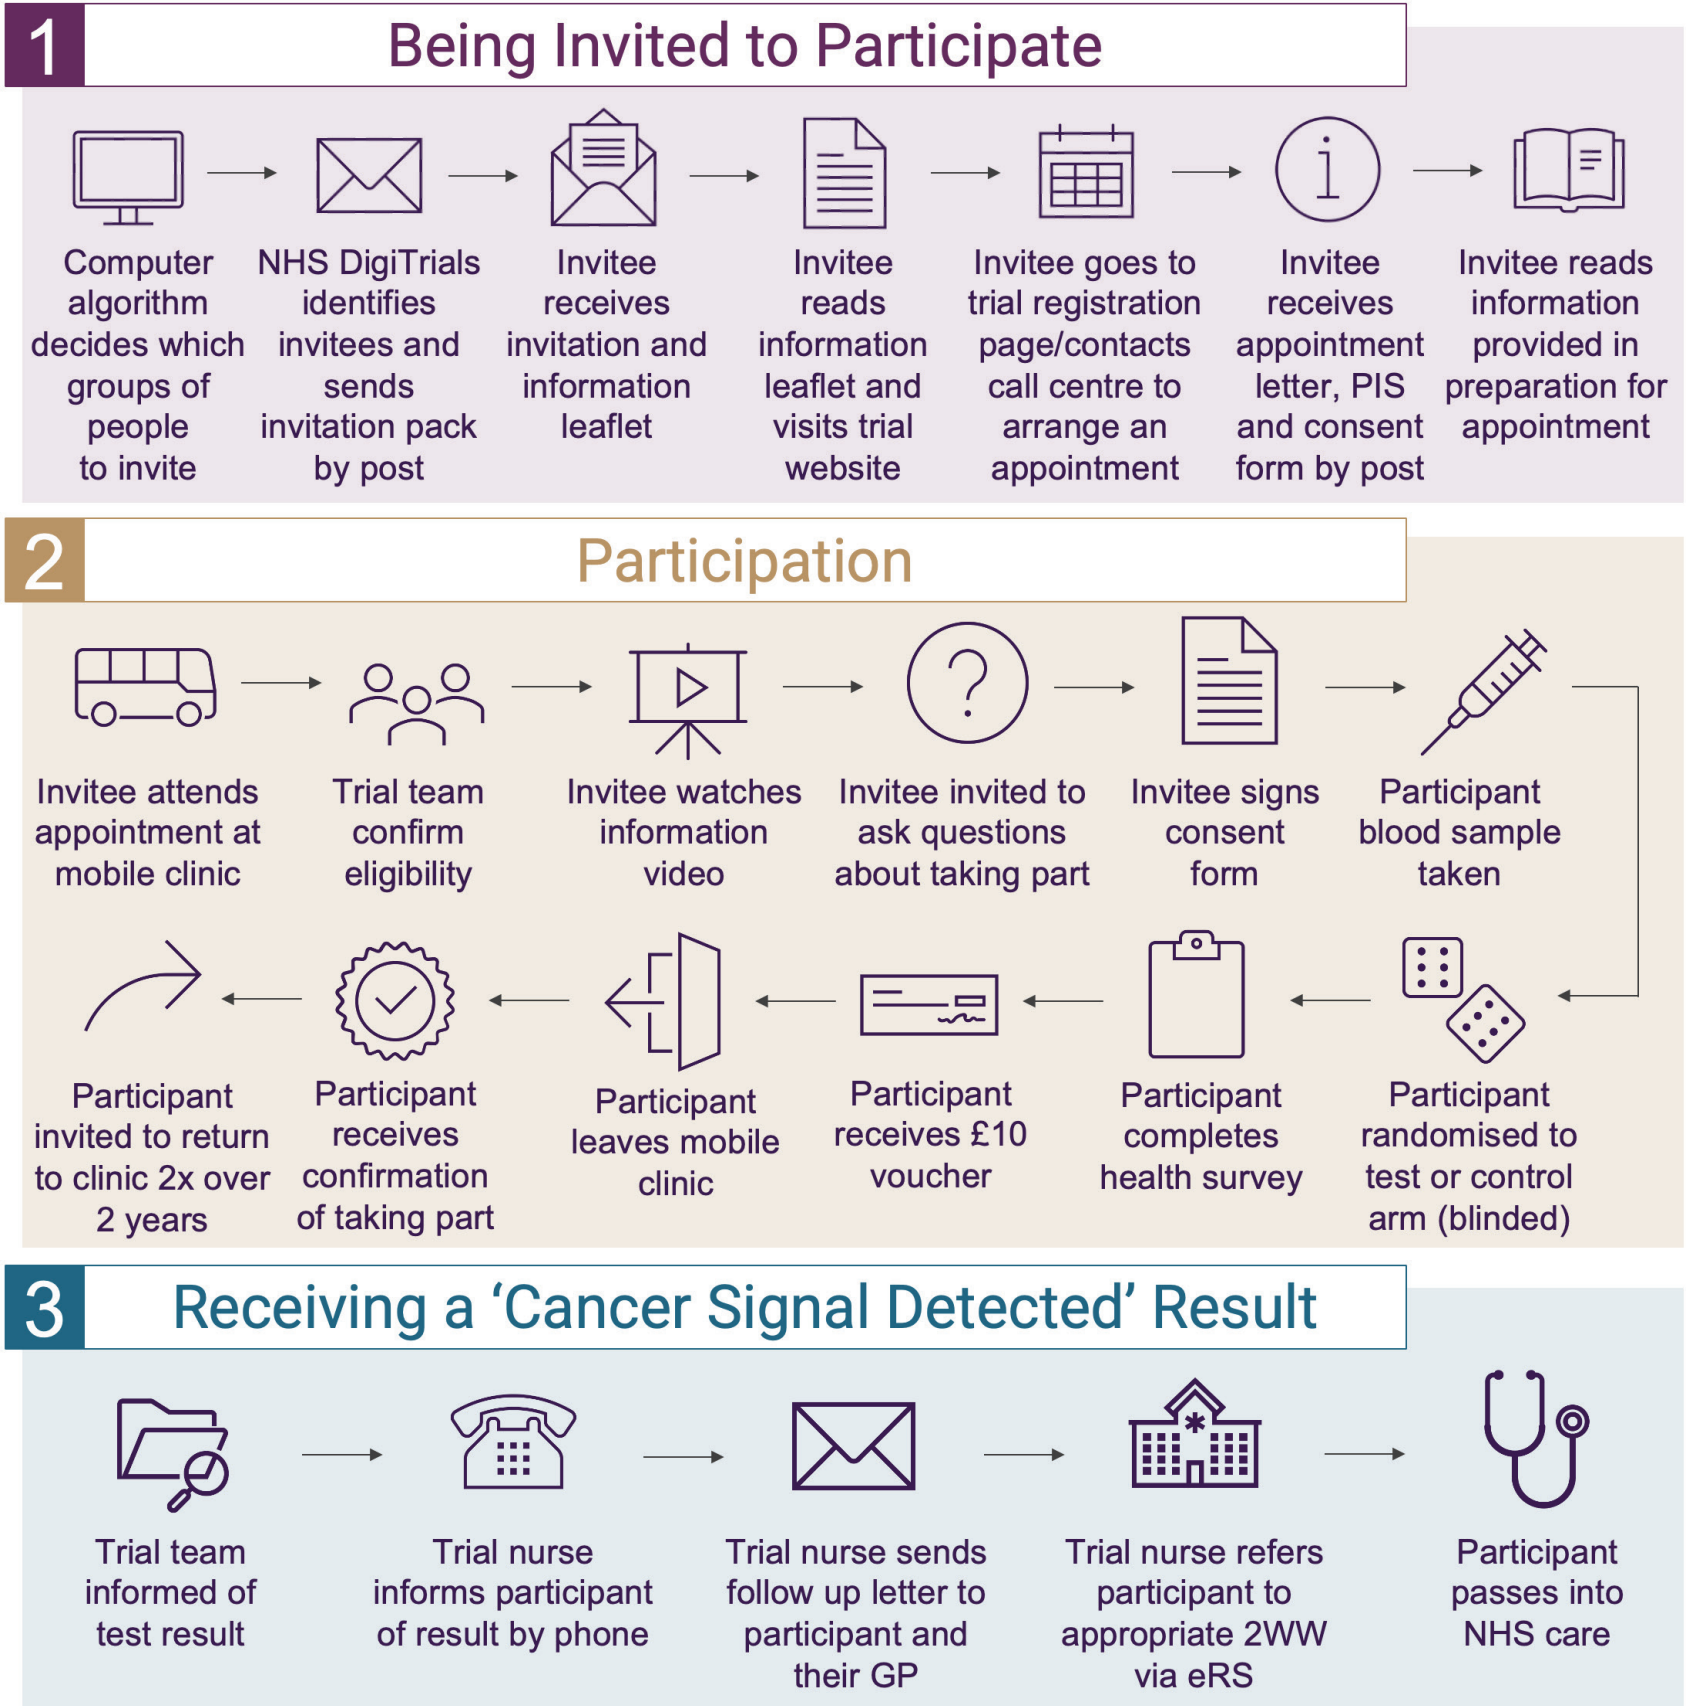 1
Being Invited to Participate
Computer
algorithm
decides which
groups of
people
to invite
NHS DigiTrials
identifies
invitees and
sends
invitation pack
by post
Invitee
receives
invitation and
information
leaflet
Invitee
reads
information
leaflet and
visits trial
website
Invitee goes to
trial registration
page/contacts
call centre to
arrange an
appointment
Invitee
receives
appointment
letter, PIS
and consent
form by post
Invitee reads
information
provided in
preparation for
appointment
2
Participation
Invitee attends
appointment at
mobile clinic
Trial team
confirm
eligibility
Invitee watches
information
video
Invitee invited to
ask questions
about taking part
Invitee signs
consent
form
Participant
blood sample
taken
Participant
randomised to
test or control
arm (blinded)
Participant
completes
health survey
Participant
receives £10
voucher
Participant
leaves mobile
clinic
Participant
receives
confirmation
of taking part
Participant
invited to return
to clinic 2x over
2 years
3
Receiving a ‘Cancer Signal Detected’ Result
Trial team
informed of
test result
Trial nurse
informs participant
of result by phone
Trial nurse sends
follow up letter to
participant and
their GP
Trial nurse refers
participant to
appropriate 2WW
via eRS
Participant
passes into
NHS care